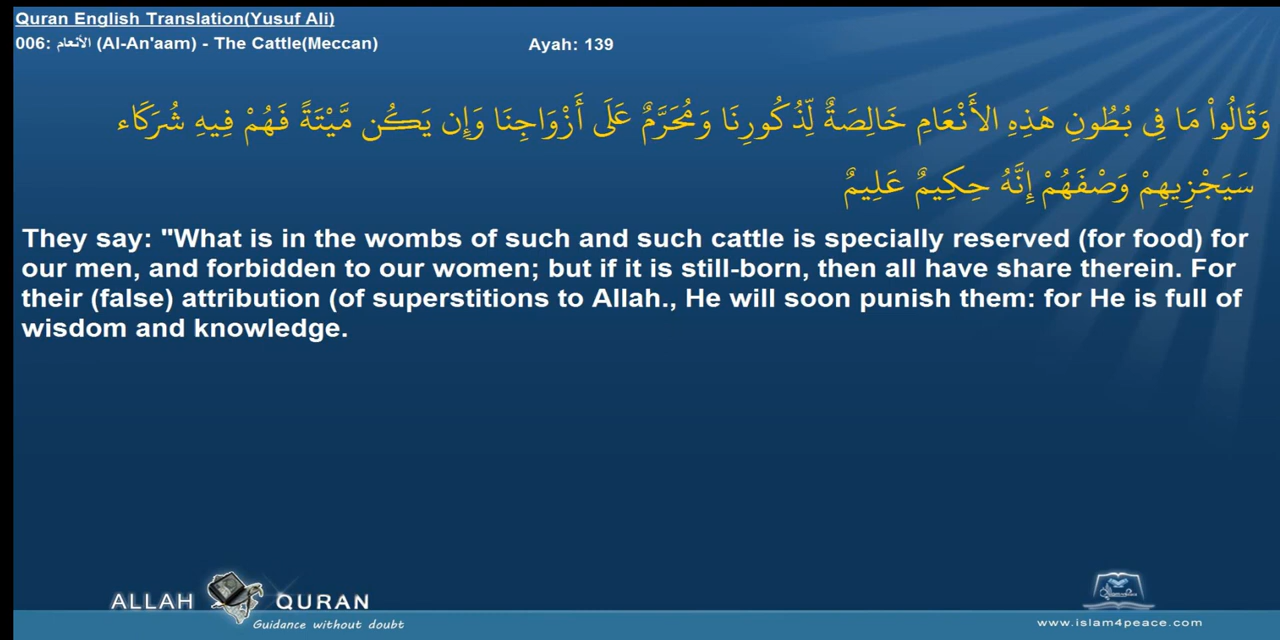 Quran English Translation(Yusuf Ali)
006: الأنعام (Al-An'aam) - The Cattle(Meccan)
Ayah: 139
وَقَالُواْ مَا فِى بُطُونِ هَذِهِ الأَنْعَامِ خَالِصَةٌ لِّذُكُورِنَا وَمُحَرَّمٌ عَلَى أَزْوَاجِنَا وَإِن يَكُن مَّيْتَةً فَهُمْ فِيهِ شُرَكَاء
سَيَجْزِيهِمْ وَصْفَهُمْ إِنَّهُ حِكِيمٌ عَلِيمٌ
They say: "What is in the wombs of such and such cattle is specially reserved (for food) for
our men, and forbidden to our women; but if it is still-born, then all have share therein. For
their (false) attribution (of superstitions to Allah., He will soon punish them: for He is full of
wisdom and knowledge.
ALLAH QURAN
Guidance without doubt
www.islam4peace.com